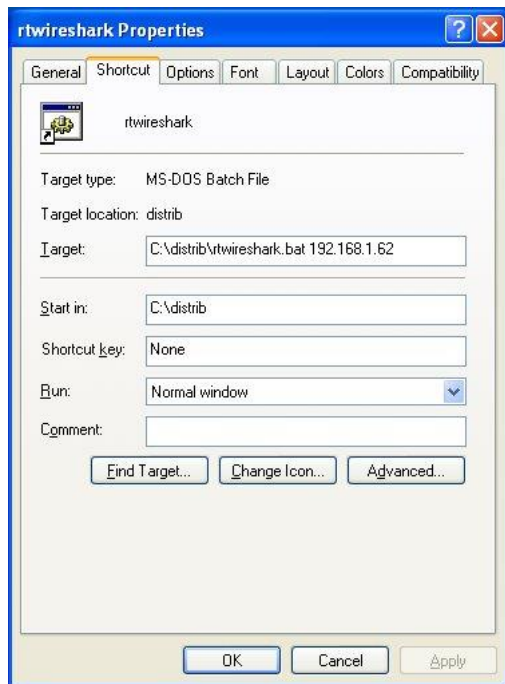 rtwireshark Properties
General Shortcut Options Font Layout Colors Compatibility
rtwireshark
Target type: MS-DOS Batch File
Target location: distrib
Target: C:\distrib\rtwireshark.bat 192.168.1.62
Start in: C:\distrib
Shortcut key: None
Run: Normal window
Comment:
Find Target... Change Icon... Advanced...
OK Cancel Apply